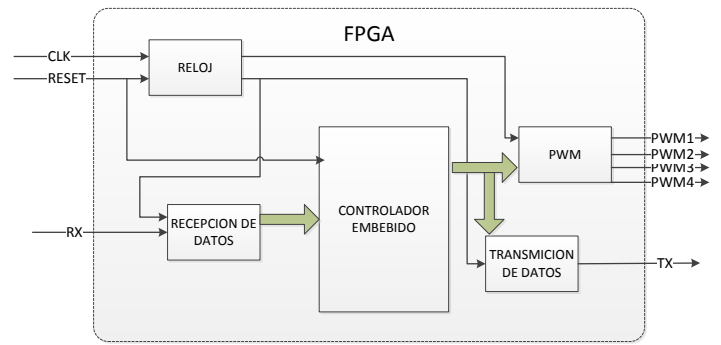 FPGA
CLK
RESET
RELOJ
PWM
PWM1
PWM2
PWM3
PWM4
CONTROLADOR
EMBEBIDO
RX
RECEPCION DE
DATOS
TRANSMICION
DE DATOS
TX